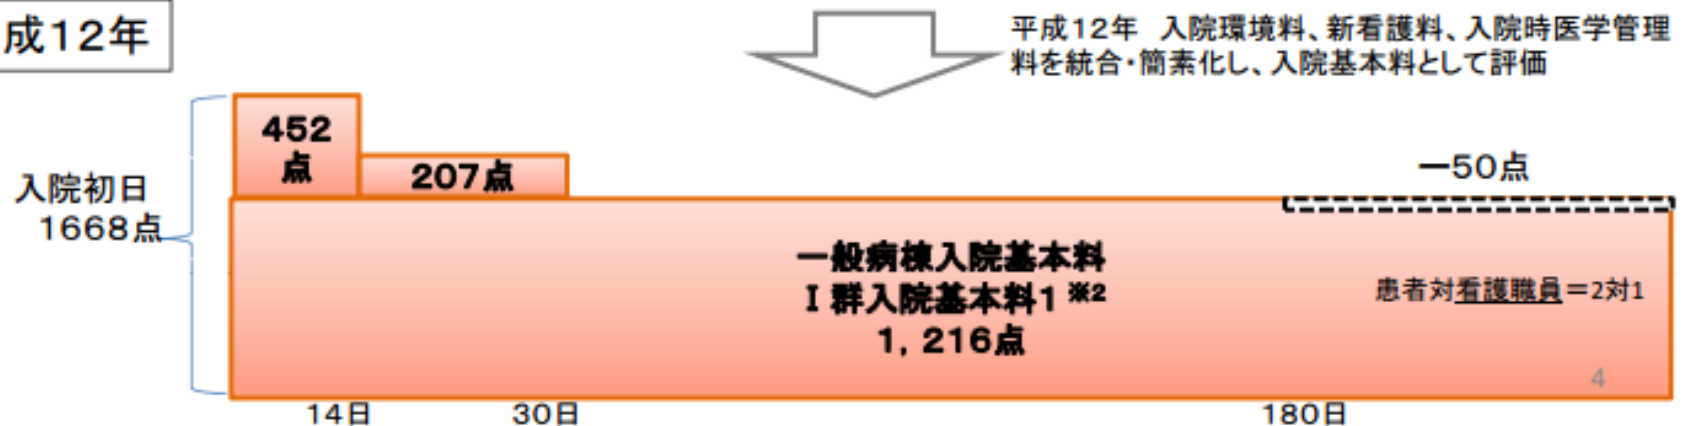 成12年
平成12年 入院環境料、新看護料、入院時医学管理
料を統合・簡素化し、入院基本料として評価
452
点
207点
ー50点
入院初日
1668点
一般病棟入院基本料
Ⅰ群入院基本料1 ※2
1,216点
患者対看護職員＝2対1
4
14日
30日
180日